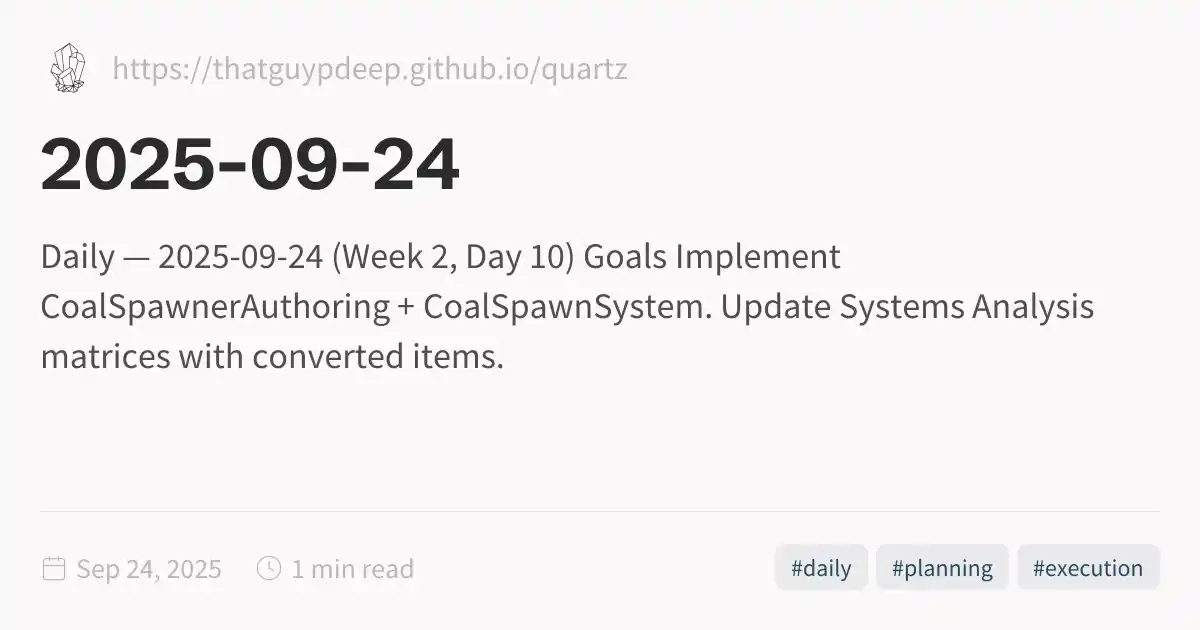 https://thatguypdeep.github.io/quartz
2025-09-24
Daily — 2025-09-24 (Week 2, Day 10) Goals Implement
CoalSpawnerAuthoring + CoalSpawnSystem. Update Systems Analysis
matrices with converted items.
Sep 24, 2025 1 min read #daily #planning #execution